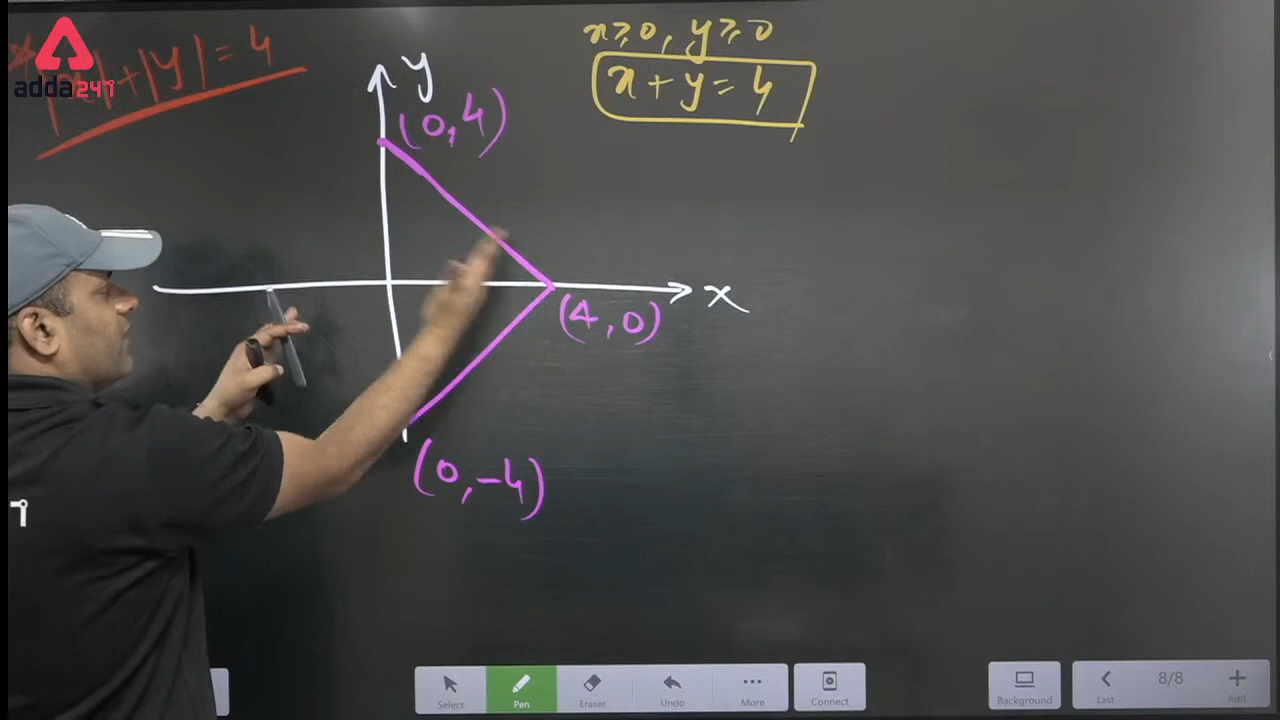 |x|+|y|=4
adda247
x≥0, y≥0
x+y=4
y
(0,4)
x
(4,0)
(0,-4)
Select
Pen
Eraser
Undo
More
Connect
Background
Last
8/8
Add